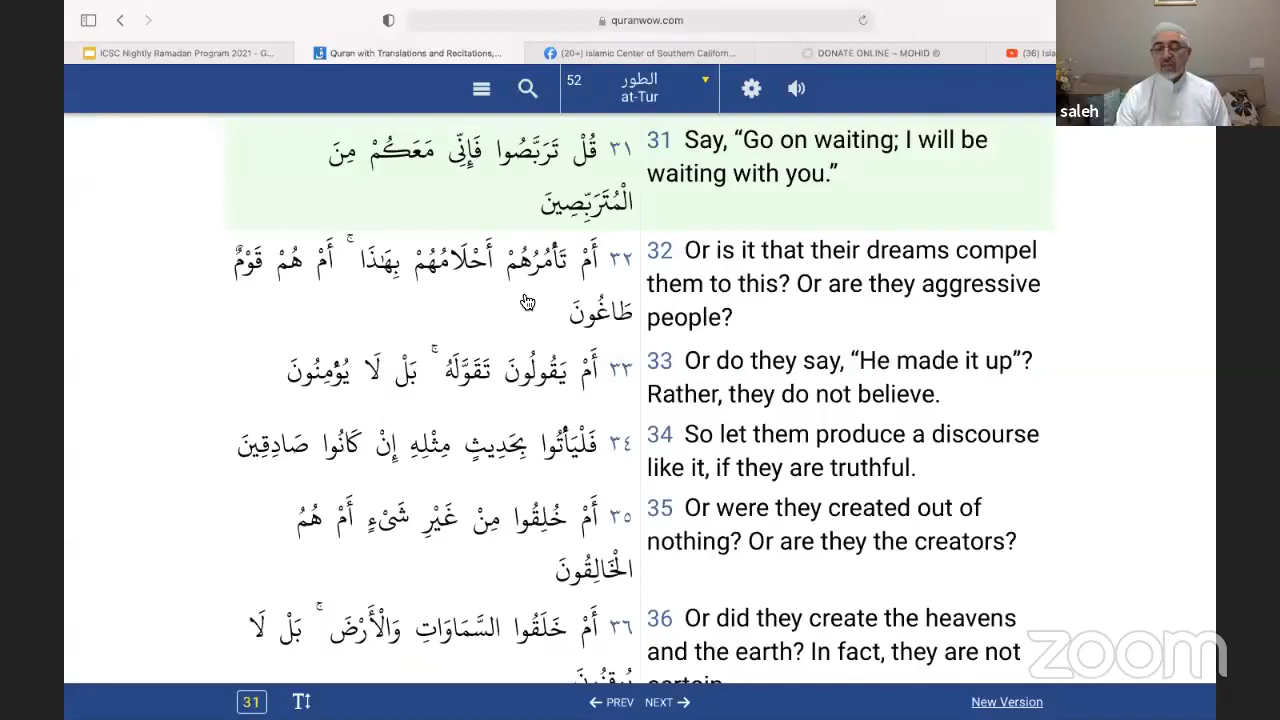 quranwow.com
ICSC Nightly Ramadan Program 2021 - G...
Quran with Translations and Recitations,...
(20+) Islamic Center of Southern Californ...
DONATE ONLINE – MOHID ©
(36) Isla
52
الطور
at-Tur
saleh
٣١ قُلْ تَرَبَّصُوا فَإِنِّي مَعَكُمْ مِنَ
الْمُتَرَبِّصِينَ
31 Say, “Go on waiting; I will be
waiting with you.”
٣٢ أَمْ تَأْمُرُهُمْ أَحْلَامُهُمْ بِهَٰذَا ۚ أَمْ هُمْ قَوْمٌ
طَاغُونَ
32 Or is it that their dreams compel
them to this? Or are they aggressive
people?
٣٣ أَمْ يَقُولُونَ تَقَوَّلَهُ ۚ بَلْ لَا يُؤْمِنُونَ
33 Or do they say, “He made it up”?
Rather, they do not believe.
٣٤ فَلْيَأْتُوا بِحَدِيثٍ مِثْلِهِ إِنْ كَانُوا صَادِقِينَ
34 So let them produce a discourse
like it, if they are truthful.
٣٥ أَمْ خُلِقُوا مِنْ غَيْرِ شَيْءٍ أَمْ هُمُ
الْخَالِقُونَ
35 Or were they created out of
nothing? Or are they the creators?
٣٦ أَمْ خَلَقُوا السَّمَاوَاتِ وَالْأَرْضَ ۚ بَلْ لَا
يُوقِنُونَ
36 Or did they create the heavens
and the earth? In fact, they are not
certain
zoom
31
PREV NEXT
New Version